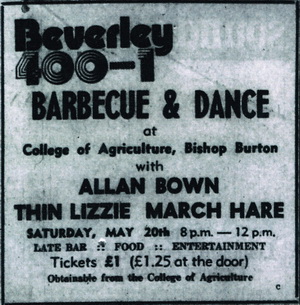 Beverley
400-1
BARBECUE & DANCE
at
College of Agriculture, Bishop Burton
with
ALLAN BOWN
THIN LIZZIE MARCH HARE
SATURDAY, MAY 20th 8 p.m. — 12 p.m.
LATE BAR :: FOOD :: ENTERTAINMENT
Tickets £1 (£1.25 at the door)
Obtainable from the College of Agriculture
c